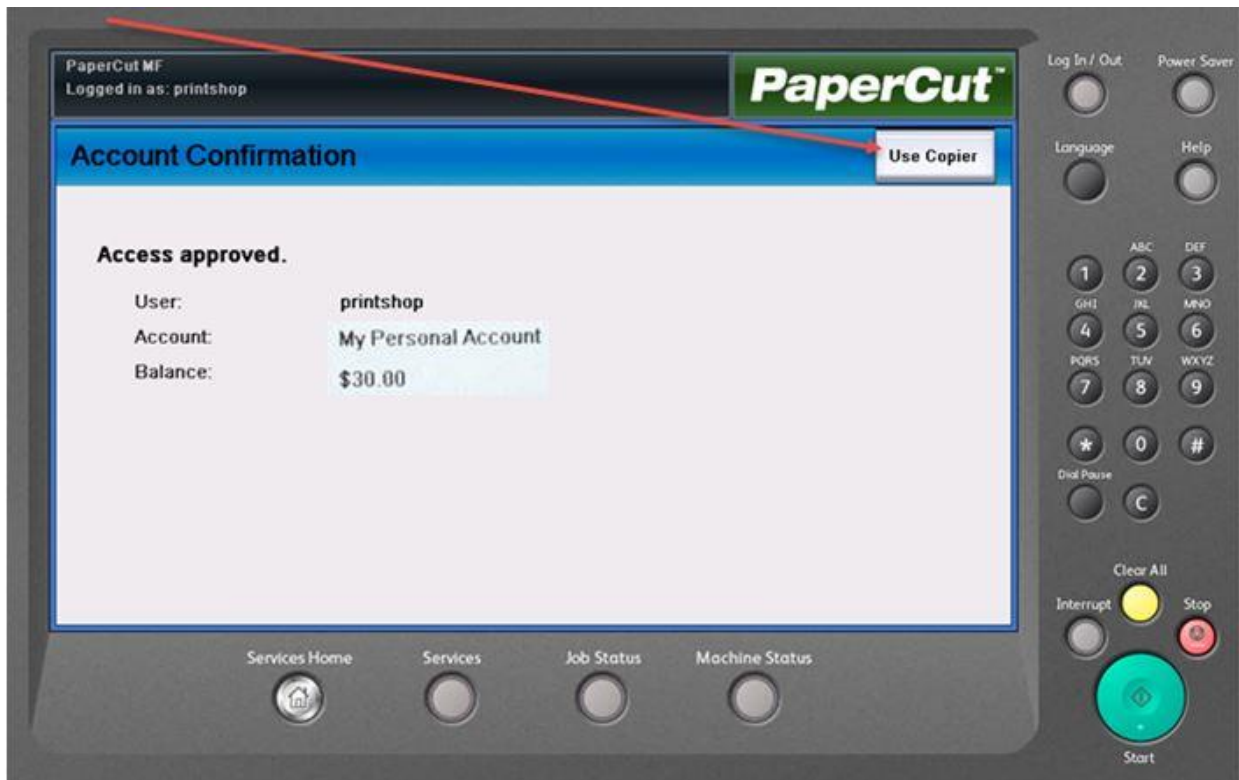 PaperCut MF
Logged in as: printshop
PaperCut™
Account Confirmation
Use Copier
Access approved.
User: printshop
Account: My Personal Account
Balance: $30.00
Services Home Services Job Status Machine Status
Log In / Out Power Saver
Language Help
ABC DEF
1 2 3
GHI JKL MNO
4 5 6
PQRS TUV WXYZ
7 8 9
* 0 #
Dial Pause
C
Clear All
Interrupt Stop
Start